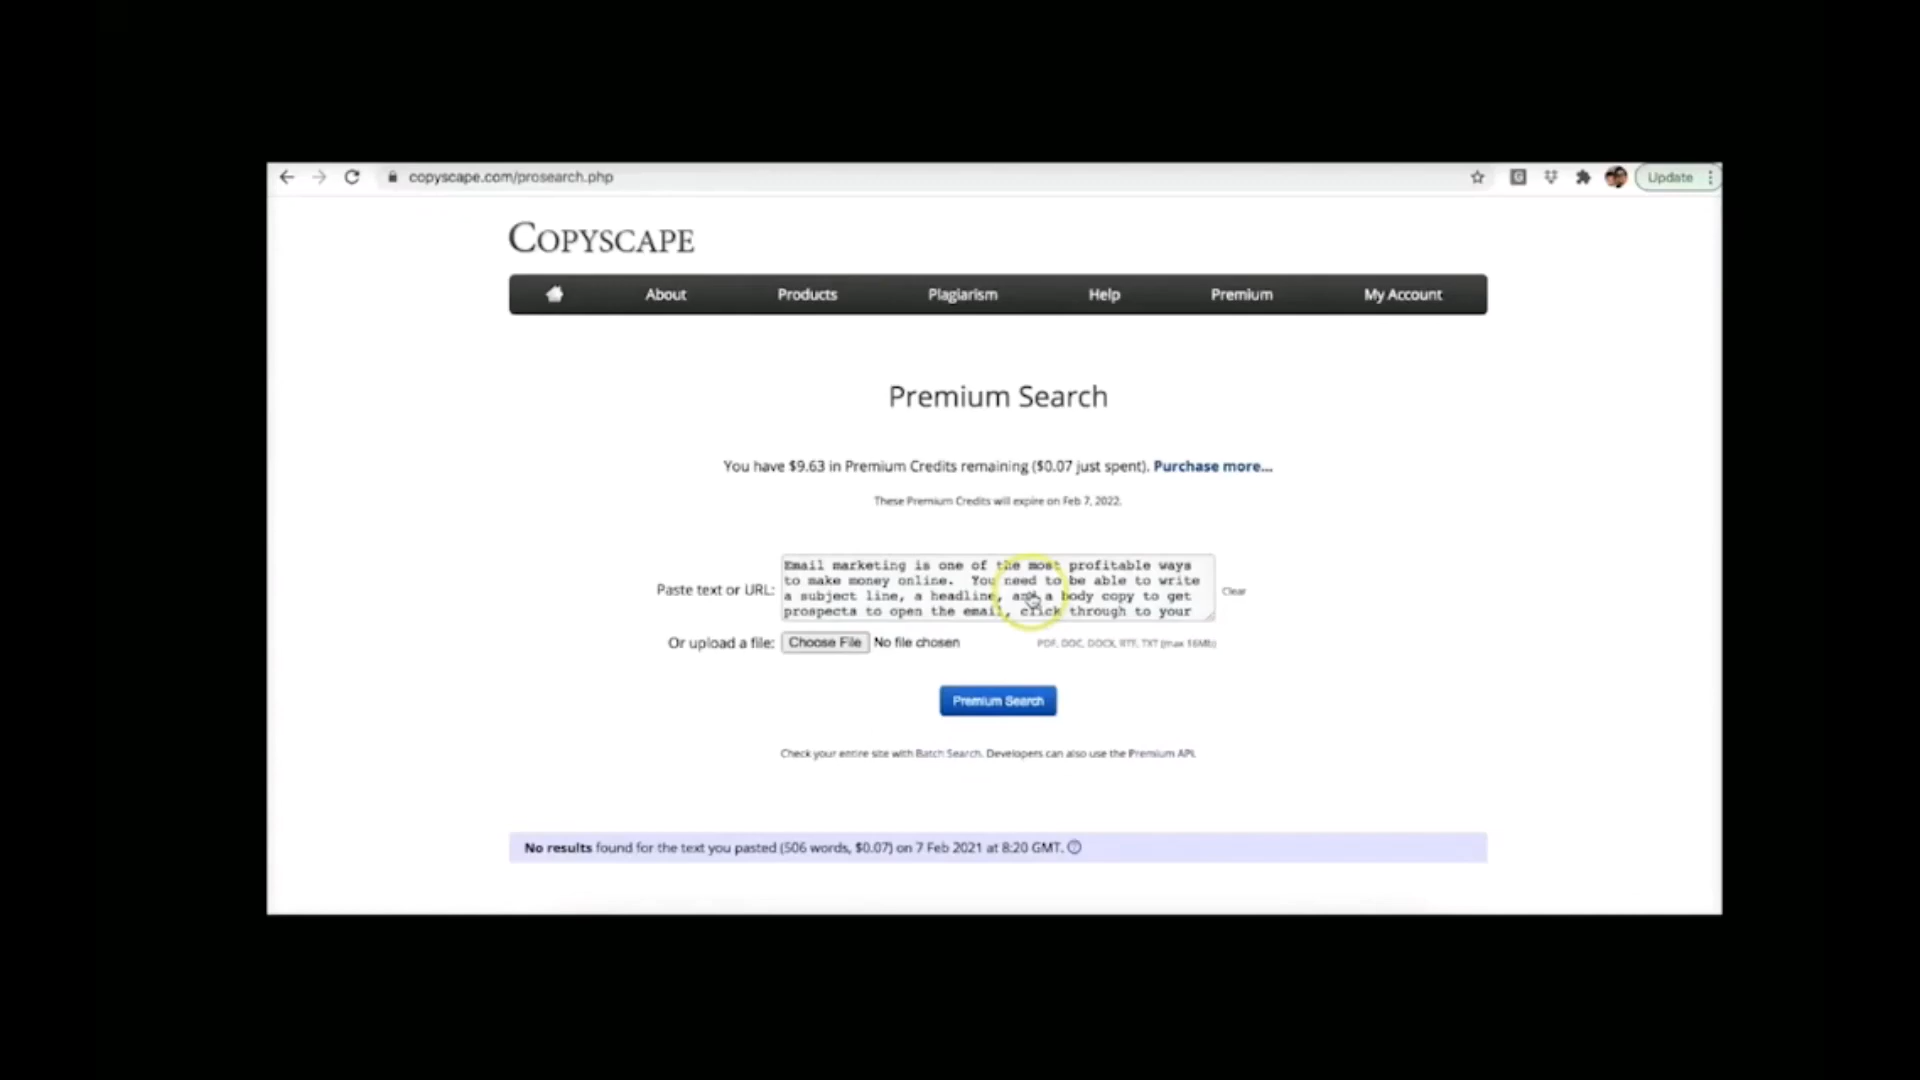 copyscape.com/prosearch.php
Update
COPYSCAPE
About Products Plagiarism Help Premium My Account
Premium Search
You have $9.63 in Premium Credits remaining ($0.07 just spent). Purchase more...
These Premium Credits will expire on Feb 7, 2022.
Paste text or URL:
Email marketing is one of the most profitable ways
to make money online. You need to be able to write
a subject line, a headline, and a body copy to get
prospects to open the email, click through to your
Clear
Or upload a file: Choose File No file chosen PDF, DOC, DOCX, RTF, TXT (max 16Mb)
Premium Search
Check your entire site with Batch Search. Developers can also use the Premium API.
No results found for the text you pasted (506 words, $0.07) on 7 Feb 2021 at 8:20 GMT.